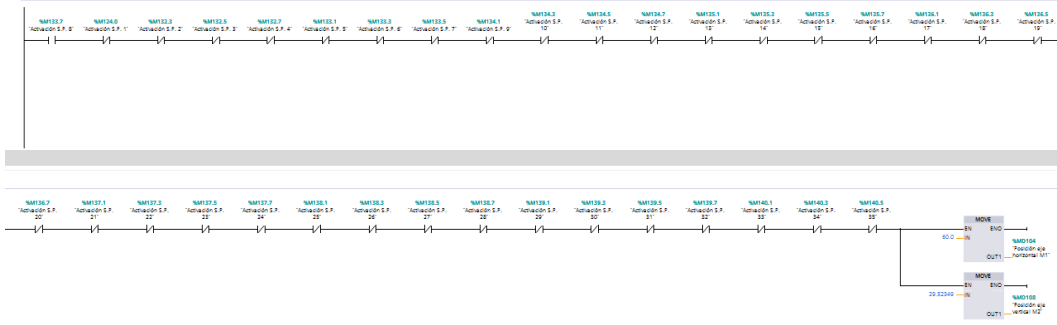 %M133.7
"Activación S.P. 8"
%M124.0
"Activación S.P. 1"
%M132.3
"Activación S.P. 2"
%M132.5
"Activación S.P. 3"
%M132.7
"Activación S.P. 4"
%M133.1
"Activación S.P. 5"
%M133.3
"Activación S.P. 6"
%M133.5
"Activación S.P. 7"
%M134.1
"Activación S.P. 9"
%M134.3
"Activación S.P.
10"
%M134.5
"Activación S.P.
11"
%M134.7
"Activación S.P.
12"
%M135.1
"Activación S.P.
13"
%M135.3
"Activación S.P.
14"
%M135.5
"Activación S.P.
15"
%M135.7
"Activación S.P.
16"
%M136.1
"Activación S.P.
17"
%M136.3
"Activación S.P.
18"
%M136.5
"Activación S.P.
19"
%M136.7
"Activación S.P.
20"
%M137.1
"Activación S.P.
21"
%M137.3
"Activación S.P.
22"
%M137.5
"Activación S.P.
23"
%M137.7
"Activación S.P.
24"
%M138.1
"Activación S.P.
25"
%M138.3
"Activación S.P.
26"
%M138.5
"Activación S.P.
27"
%M138.7
"Activación S.P.
28"
%M139.1
"Activación S.P.
29"
%M139.3
"Activación S.P.
30"
%M139.5
"Activación S.P.
31"
%M139.7
"Activación S.P.
32"
%M140.1
"Activación S.P.
33"
%M140.3
"Activación S.P.
34"
%M140.5
"Activación S.P.
35"
MOVE
EN ENO
60.0 IN
%MD104
"Posición eje
OUT1 horizontal M1"
MOVE
EN ENO
29.52349 IN
%MD108
"Posición eje
OUT1 vertical M2"